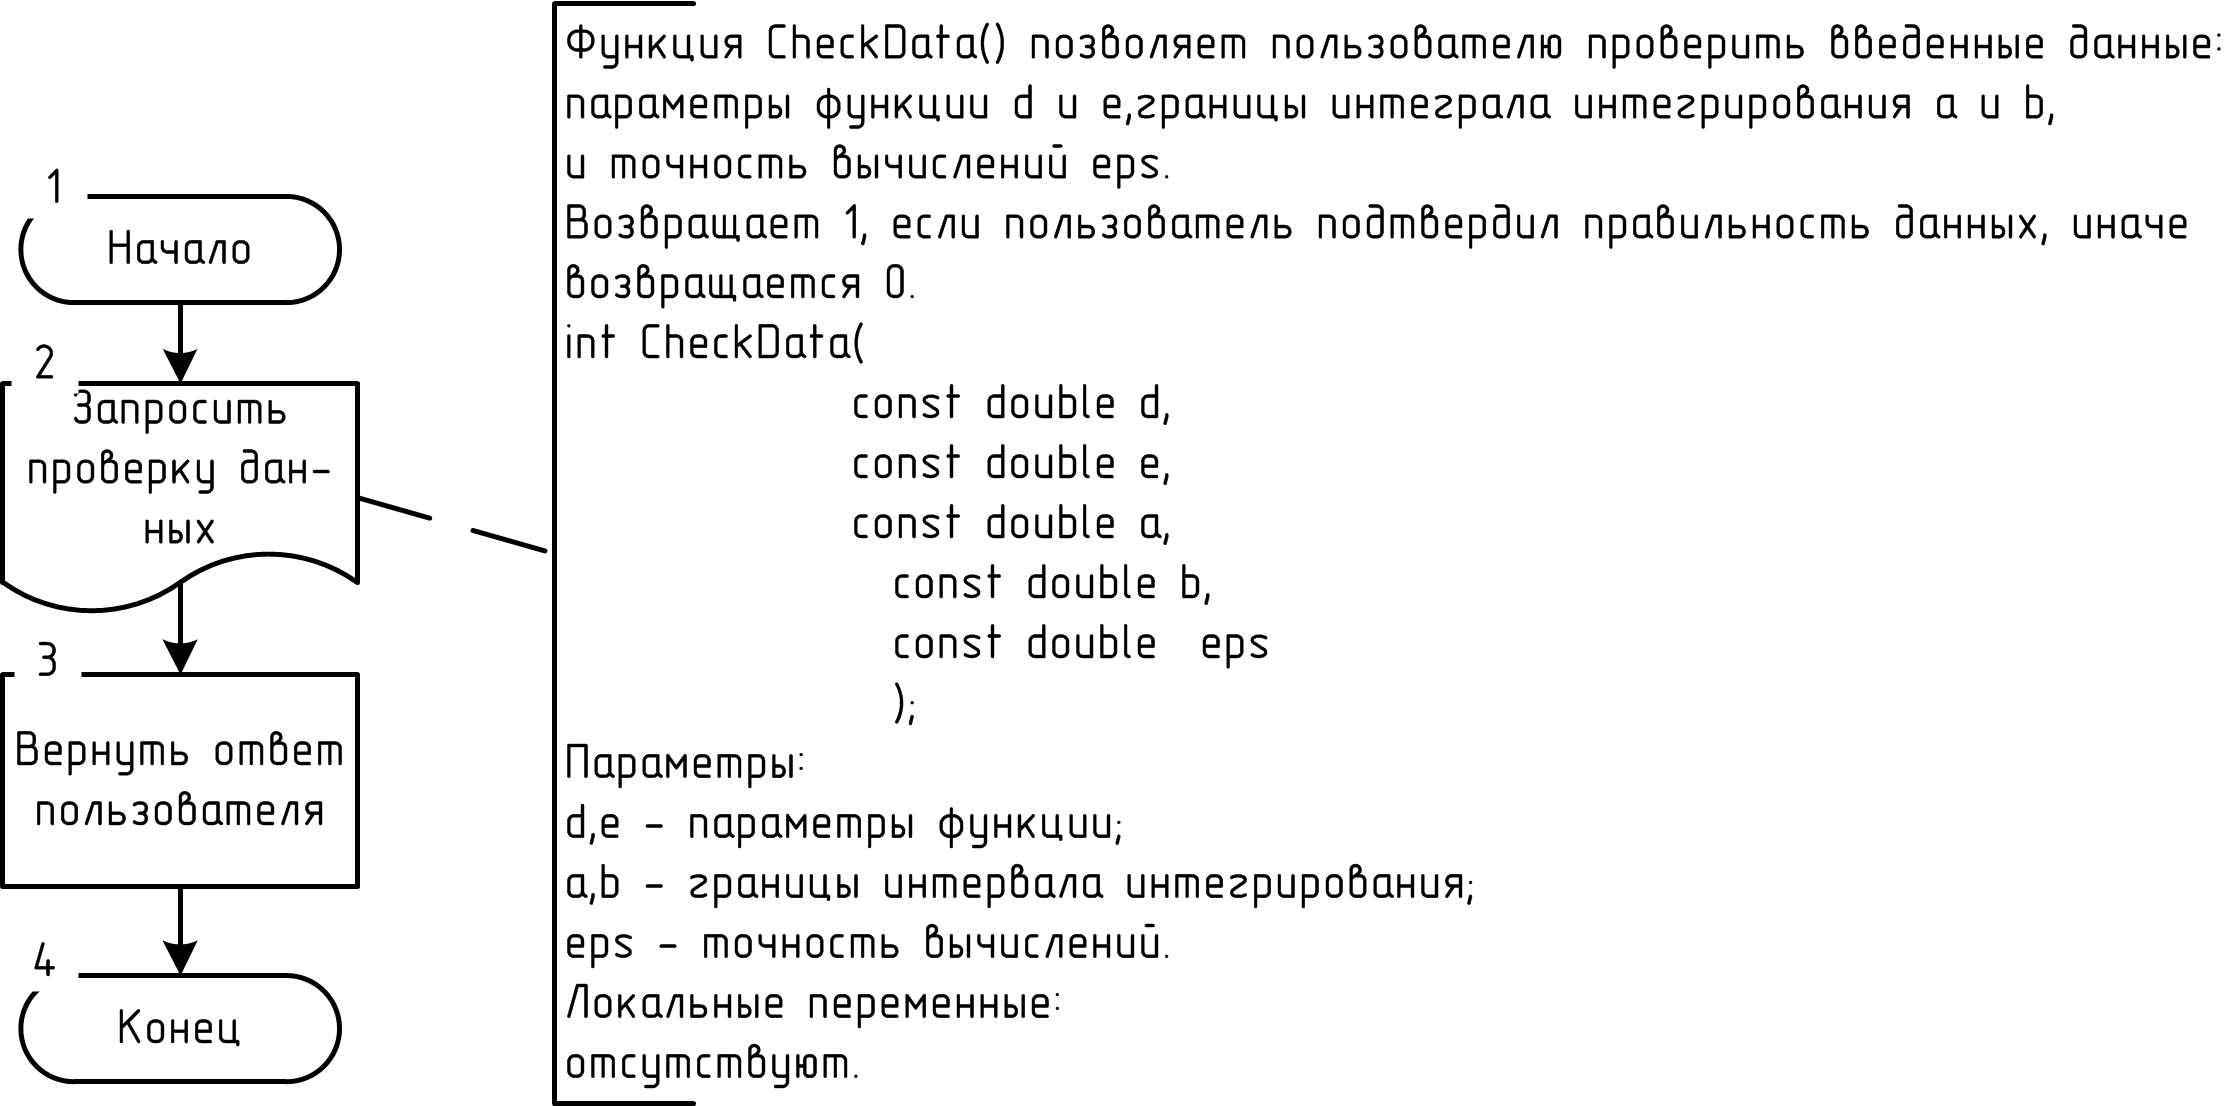 1
Начало
2
Запросить
проверку дан-
ных
3
Вернуть ответ
пользователя
4
Конец
Функция CheckData() позволяет пользователю проверить введенные данные:
параметры функции d и e,границы интеграла интегрирования a и b,
и точность вычислений eps.
Возвращает 1, если пользователь подтвердил правильность данных, иначе
возвращается 0.
int CheckData(
const double d,
const double e,
const double a,
const double b,
const double eps
);
Параметры:
d,e - параметры функции;
a,b - границы интервала интегрирования;
eps - точность вычислений.
Локальные переменные:
отсутствуют.